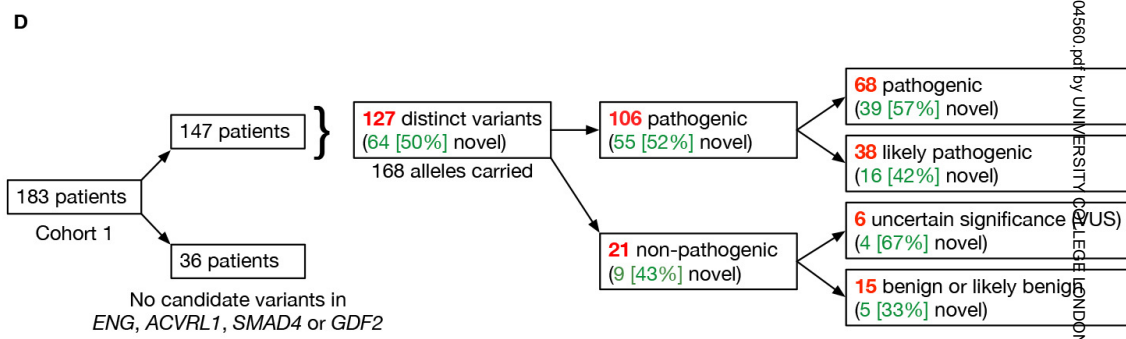 D
183 patients
Cohort 1
147 patients
}
36 patients
No candidate variants in
ENG, ACVRL1, SMAD4 or GDF2
127 distinct variants
(64 [50%] novel)
168 alleles carried
106 pathogenic
(55 [52%] novel)
21 non-pathogenic
(9 [43%] novel)
68 pathogenic
(39 [57%] novel)
38 likely pathogenic
(16 [42%] novel)
6 uncertain significance (VUS)
(4 [67%] novel)
15 benign or likely benign
(5 [33%] novel)
04560.pdf by UNIVERSITY COLLEGE LONDON